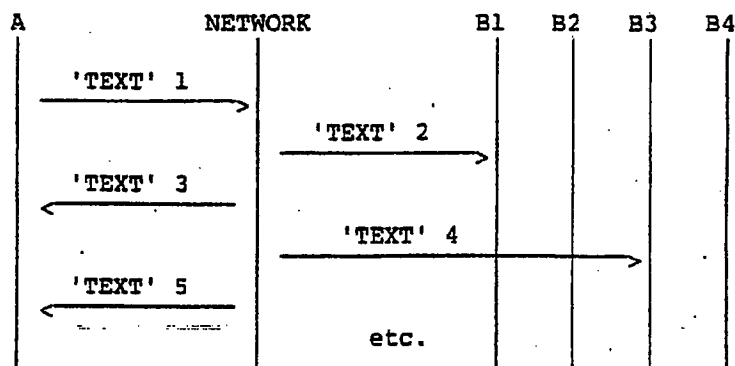 A NETWORK B1 B2 B3 B4
'TEXT' 1
'TEXT' 2
'TEXT' 3
'TEXT' 4
'TEXT' 5
etc.